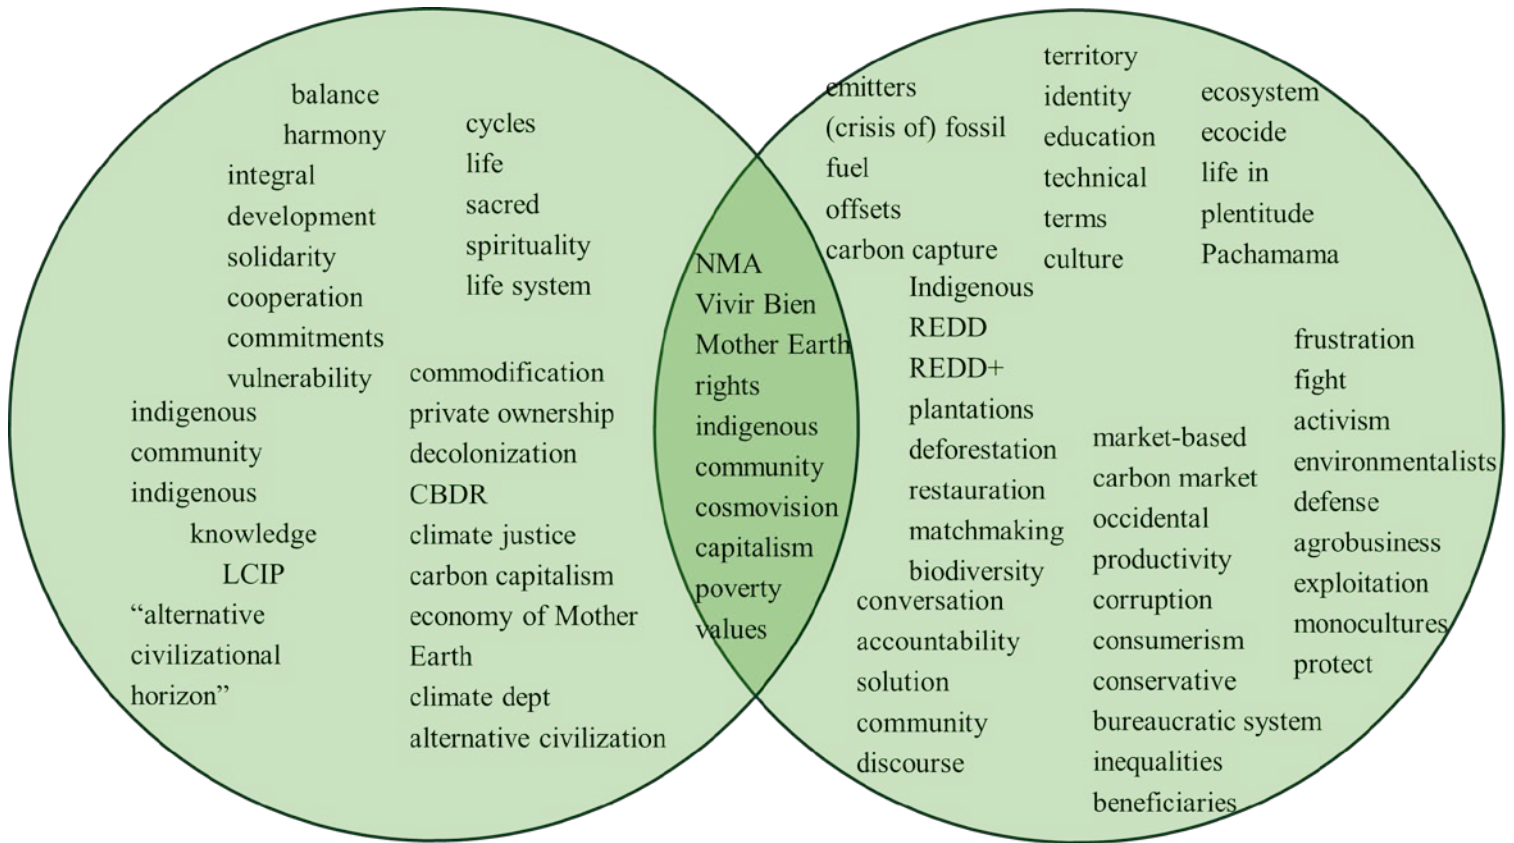 balance
harmony
integral
development
solidarity
cooperation
commitments
vulnerability
cycles
life
sacred
spirituality
life system
indigenous
community
indigenous
knowledge
LCIP
“alternative
civilizational
horizon”
commodification
private ownership
decolonization
CBDR
climate justice
carbon capitalism
economy of Mother
Earth
climate dept
alternative civilization
NMA
Vivir Bien
Mother Earth
rights
indigenous
community
cosmovision
capitalism
poverty
values
emitters
(crisis of) fossil
fuel
offsets
carbon capture
territory
identity
education
technical
terms
culture
ecosystem
ecocide
life in
plentitude
Pachamama
Indigenous
REDD
REDD+
plantations
deforestation
restauration
matchmaking
biodiversity
conversation
accountability
solution
community
discourse
market-based
carbon market
occidental
productivity
corruption
consumerism
conservative
bureaucratic system
inequalities
beneficiaries
frustration
fight
activism
environmentalists
defense
agrobusiness
exploitation
monocultures
protect